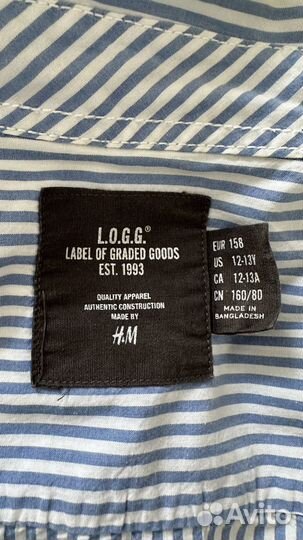 L.O.G.G.®
LABEL OF GRADED GOODS
EST. 1993
QUALITY APPAREL
AUTHENTIC CONSTRUCTION
MADE BY
H&M
EUR 158
US 12-13Y
CA 12-13A
CN 160/80
MADE IN
BANGLADESH
Avito